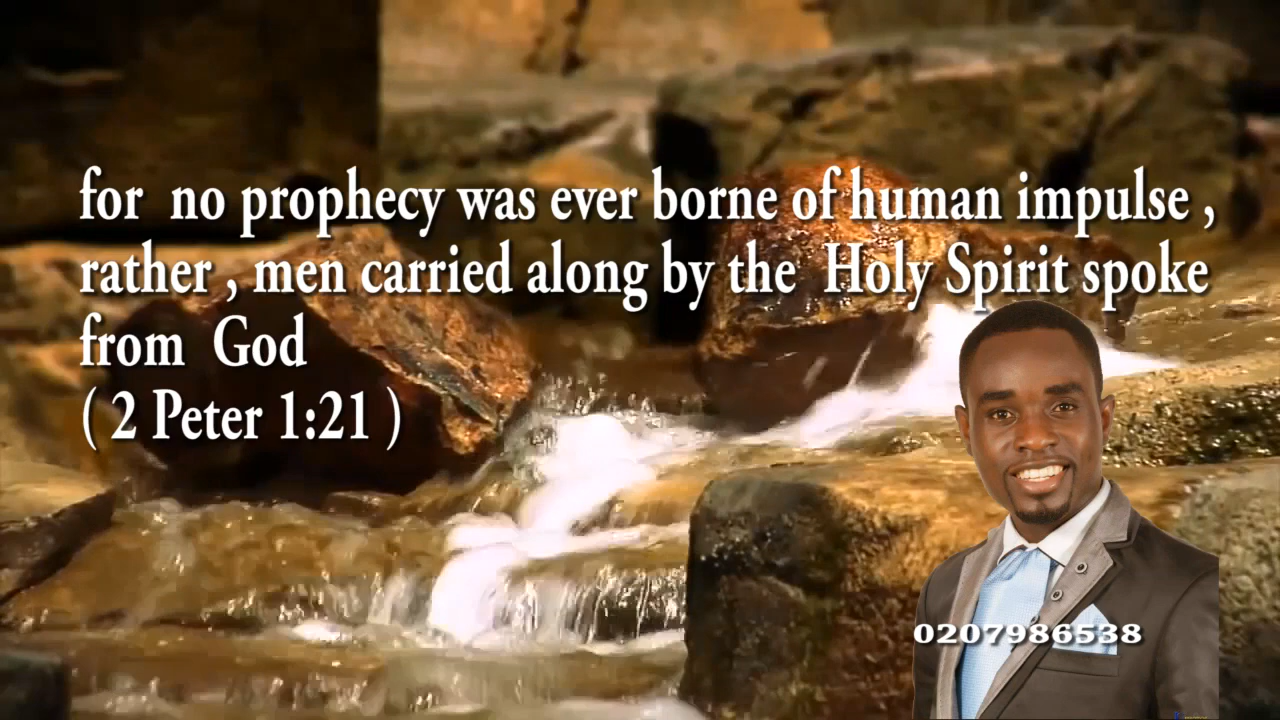 for no prophecy was ever borne of human impulse ,
rather , men carried along by the Holy Spirit spoke
from God
( 2 Peter 1:21 )
0207986538